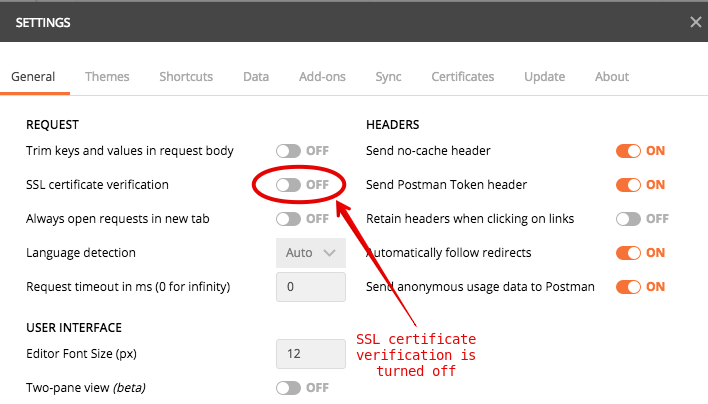 SETTINGS
General Themes Shortcuts Data Add-ons Sync Certificates Update About
REQUEST HEADERS
Trim keys and values in request body OFF Send no-cache header ON
SSL certificate verification OFF Send Postman Token header ON
Always open requests in new tab OFF Retain headers when clicking on links OFF
Language detection Auto Automatically follow redirects ON
Request timeout in ms (0 for infinity) 0 Send anonymous usage data to Postman ON
USER INTERFACE
SSL certificate
Editor Font Size (px) 12 verification is
turned off
Two-pane view (beta) OFF